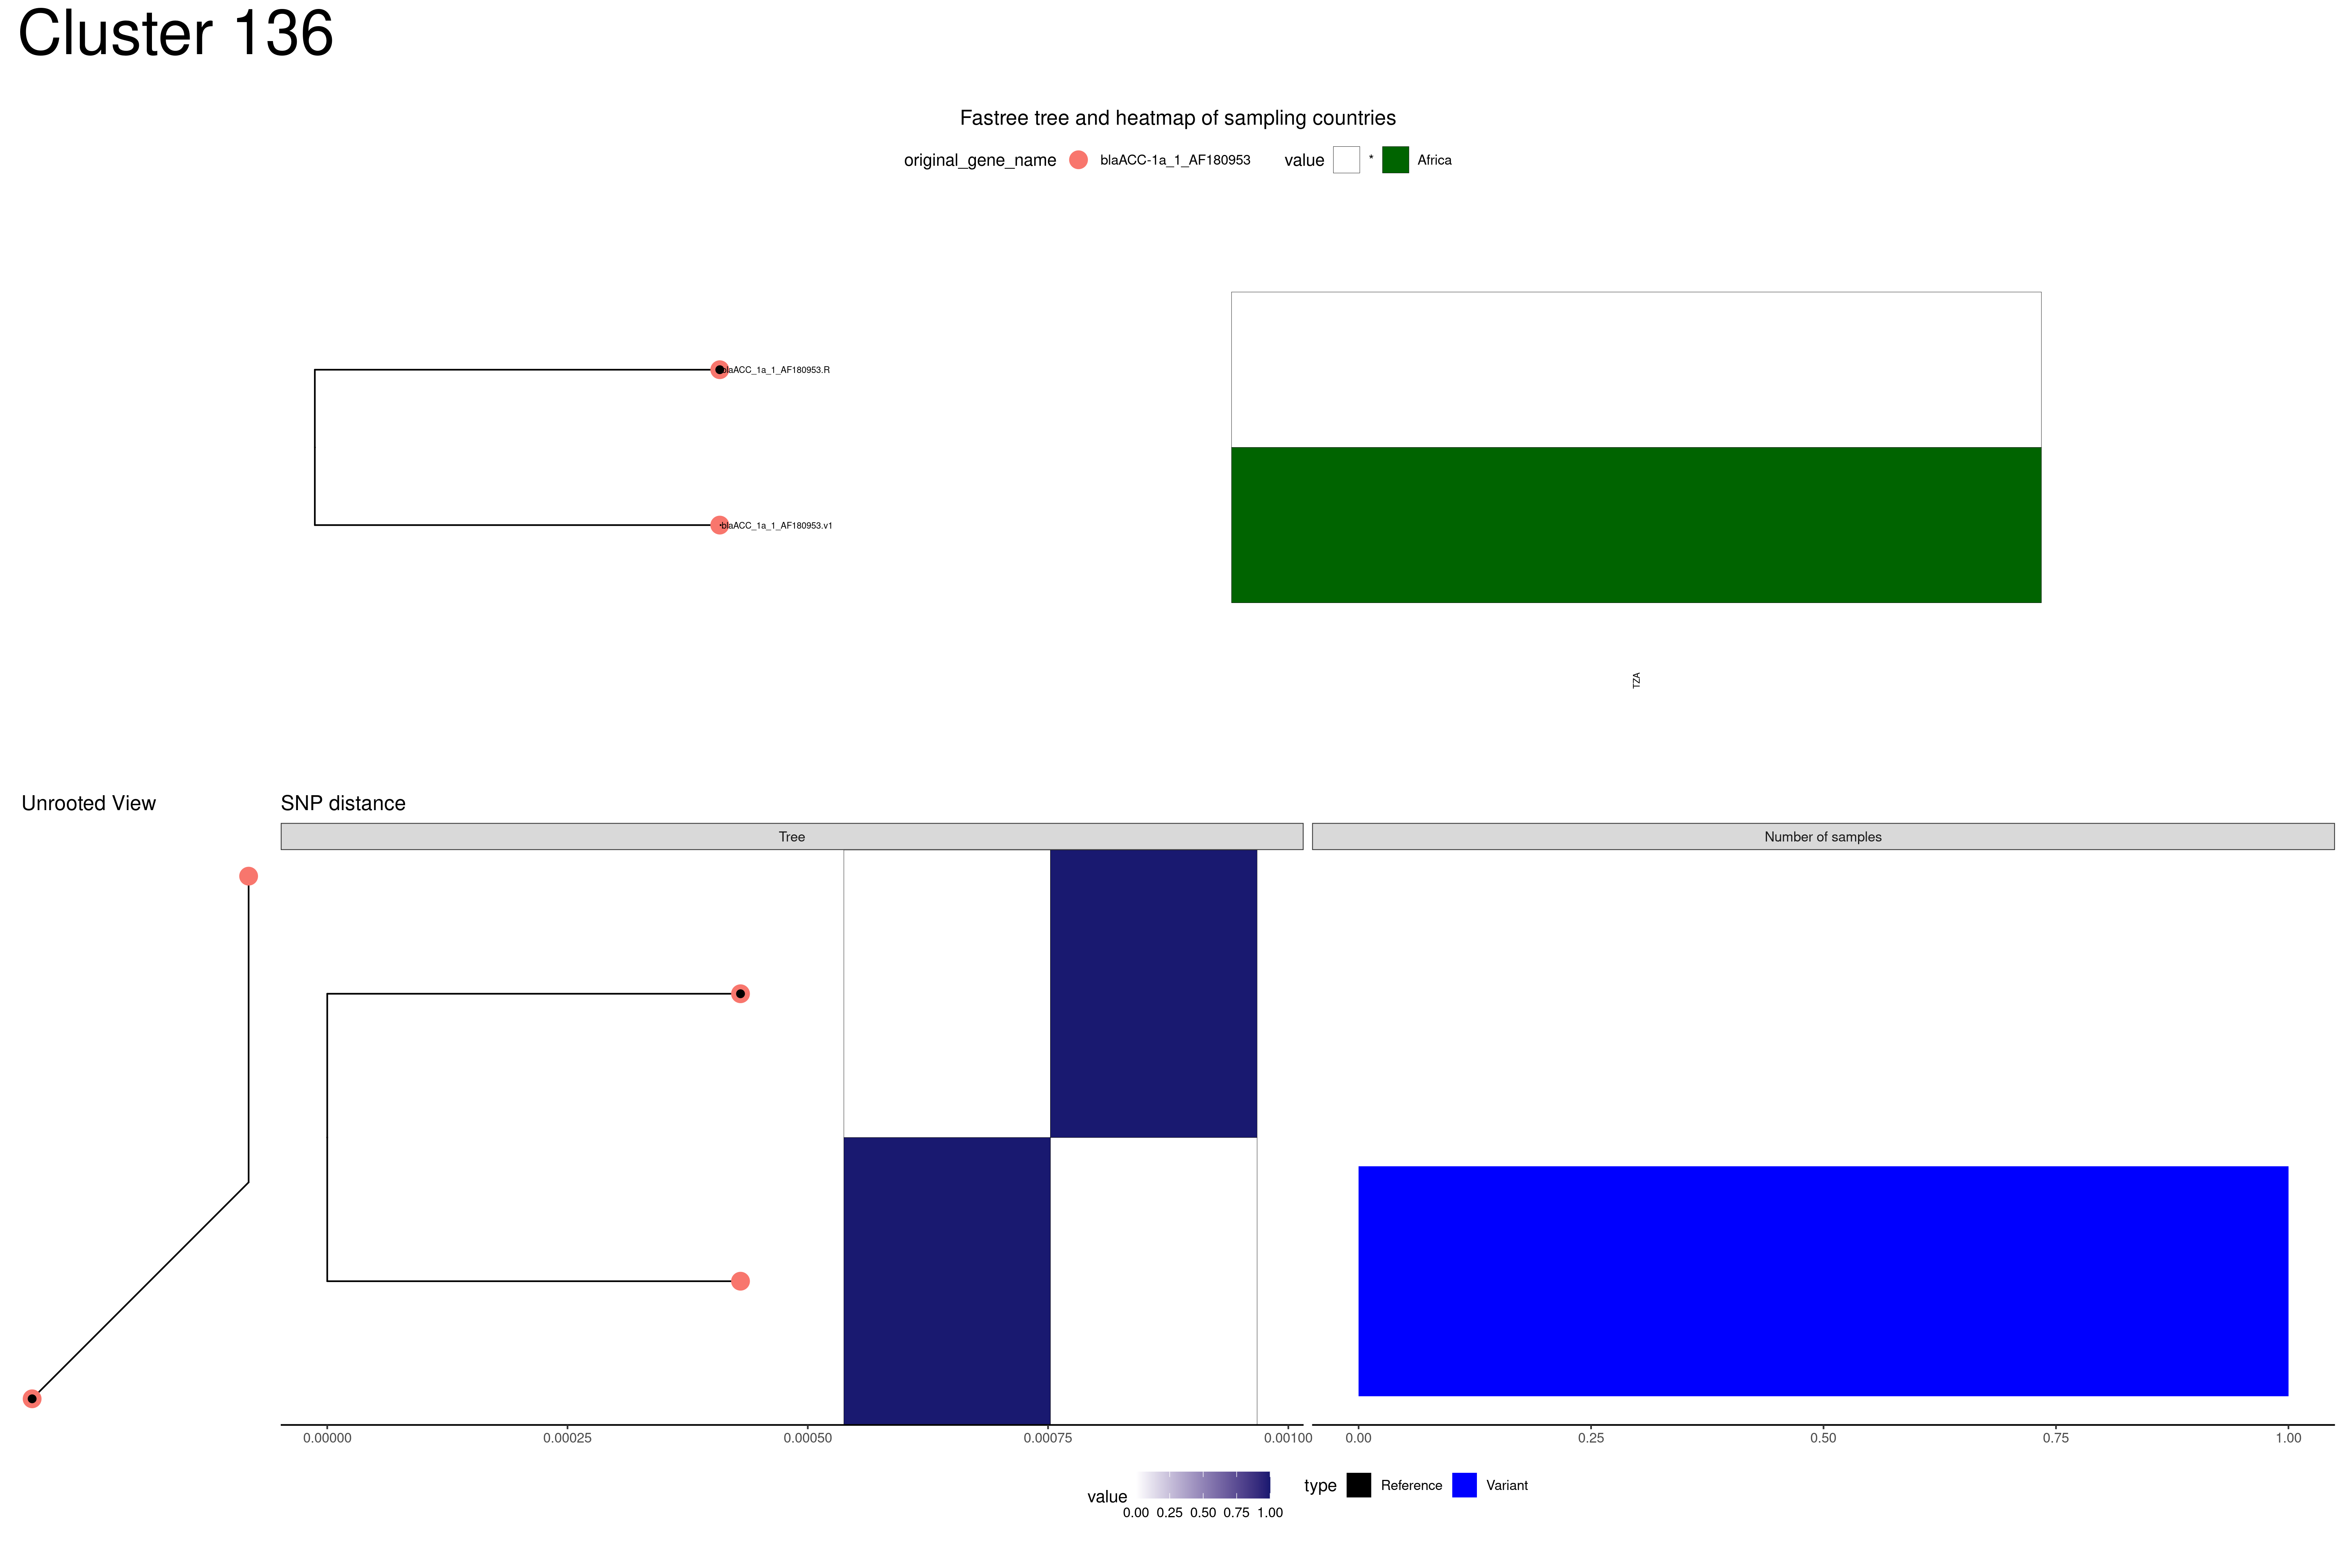 Cluster 136
Fastree tree and heatmap of sampling countries
original_gene_name blaACC-1a_1_AF180953 value * Africa
blaACC_1a_1_AF180953.R
blaACC_1a_1_AF180953.v1
TZA
Unrooted View
SNP distance
Tree
Number of samples
0.00000 0.00025 0.00050 0.00075 0.00100
0.00 0.25 0.50 0.75 1.00
value 0.00 0.25 0.50 0.75 1.00
type Reference Variant